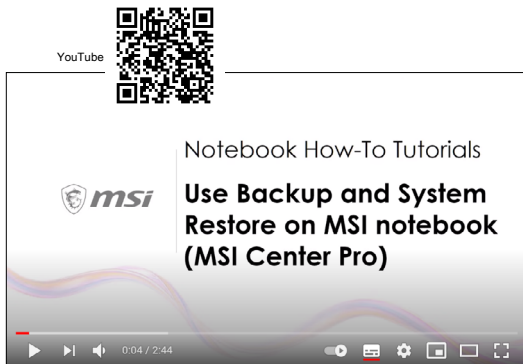 YouTube
Notebook How-To Tutorials
msi
Use Backup and System
Restore on MSI notebook
(MSI Center Pro)
0:04 / 2:44